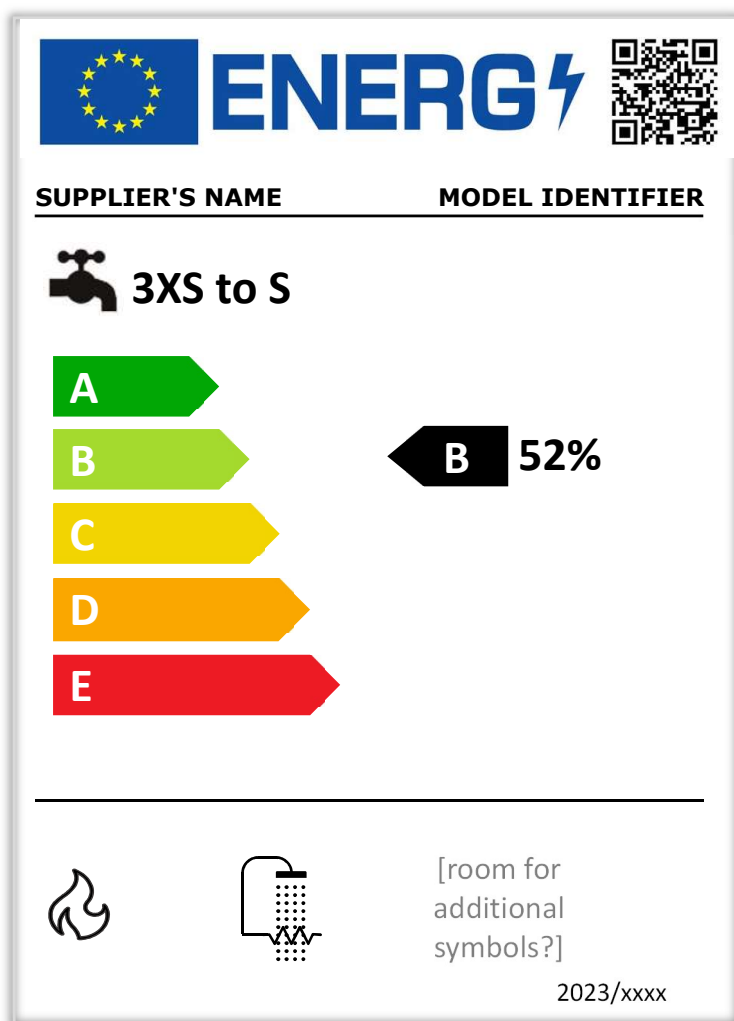 ENERG
SUPPLIER'S NAME MODEL IDENTIFIER
3XS to S
A
B
B 52%
C
D
E
[room for
additional
symbols?]
2023/xxxx